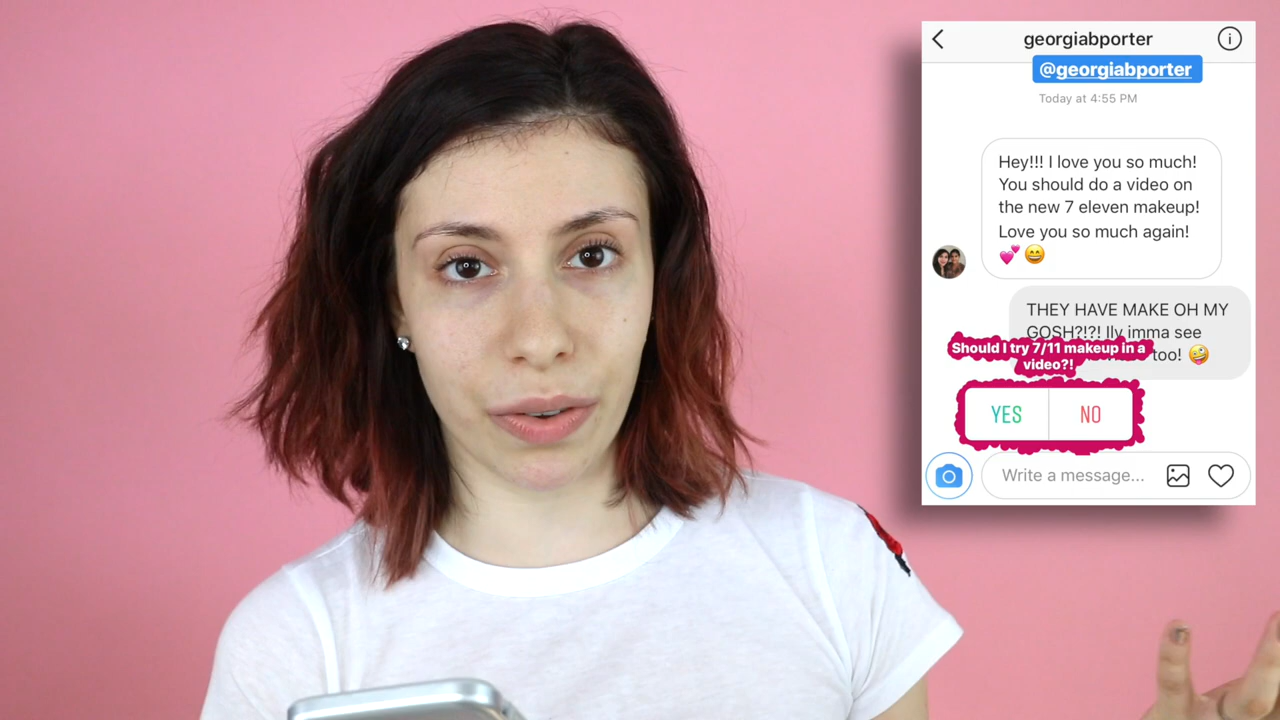 georgiabporter
@georgiabporter
Today at 4:55 PM
Hey!!! I love you so much!
You should do a video on
the new 7 eleven makeup!
Love you so much again!
💕 😄
THEY HAVE MAKE OH MY
GOSH?!?! Ily imma see
too! 🤪
Should I try 7/11 makeup in a
video?!
YES NO
Write a message...